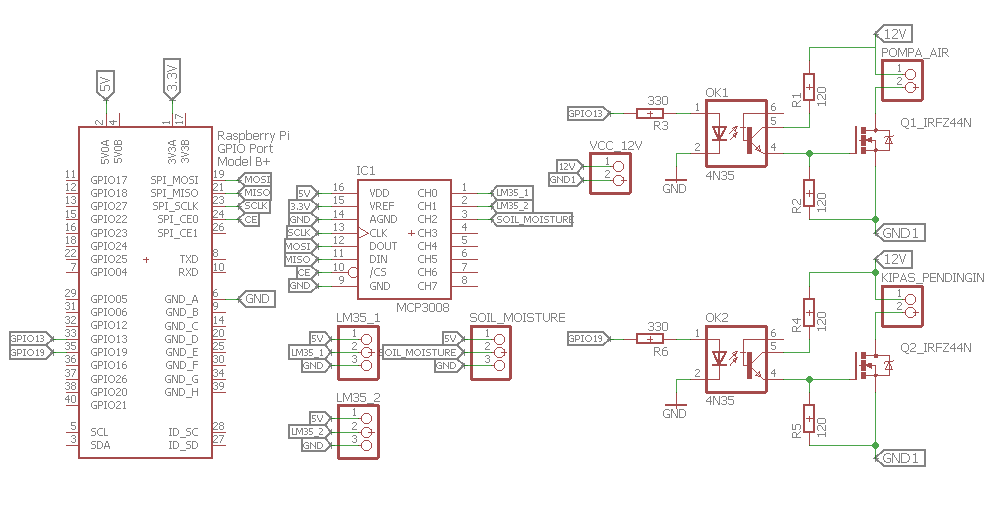 5V
3.3V
2
4
1
17
5V0A
5V0B
3V3A
3V3B
Raspberry Pi
GPIO Port
Model B+
11 GPIO17 SPI_MOSI 19 MOSI
12 GPIO18 SPI_MISO 21 MISO
13 GPIO27 SPI_SCLK 23 SCLK
15 GPIO22 SPI_CE0 24 CE
16 GPIO23 SPI_CE1 26
18 GPIO24
22 GPIO25 TXD 8
7 GPIO04 RXD 10
29 GPIO05 GND_A 6 GND
31 GPIO06 GND_B 9
32 GPIO12 GND_C 14
GPIO13 33 GPIO13 GND_D 20
GPIO19 35 GPIO19 GND_E 25
36 GPIO16 GND_F 30
37 GPIO26 GND_G 34
38 GPIO20 GND_H 39
40 GPIO21
5 SCL ID_SC 28
3 SDA ID_SD 27
IC1
5V 16 VDD CH0 1 LM35_1
3.3V 15 VREF CH1 2 LM35_2
GND 14 AGND CH2 3 SOIL_MOISTURE
SCLK 13 CLK CH3 4
MOSI 12 DOUT CH4 5
MISO 11 DIN CH5 6
CE 10 /CS CH6 7
GND 9 GND CH7 8
MCP3008
LM35_1
5V 1
LM35_1 2
GND 3
SOIL_MOISTURE
5V 1
SOIL_MOISTURE 2
GND 3
LM35_2
5V 1
LM35_2 2
GND 3
VCC_12V
12V 1
GND1 2
GPIO13
330
R3
OK1
1
2
6
5
4
4N35
GND
R1
120
R2
120
12V
POMPA_AIR
1
2
Q1_IRFZ44N
GND1
GPIO19
330
R6
OK2
1
2
6
5
4
4N35
GND
R4
120
R5
120
12V
KIPAS_PENDINGIN
1
2
Q2_IRFZ44N
GND1